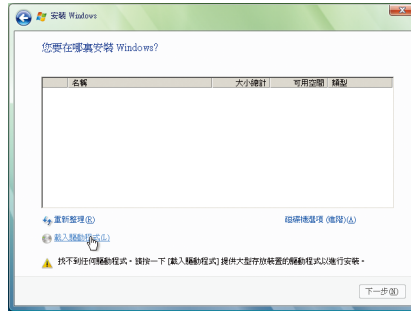 安裝 Windows
您要在哪裏安裝 Windows?
名稱 大小總計 可用空間 類型
重新整理(R) 磁碟機選項 (進階)(A)
載入驅動程式(L)
找不到任何驅動程式。請按一下 [載入驅動程式] 提供大型存放裝置的驅動程式以進行安裝。
下一步(N)